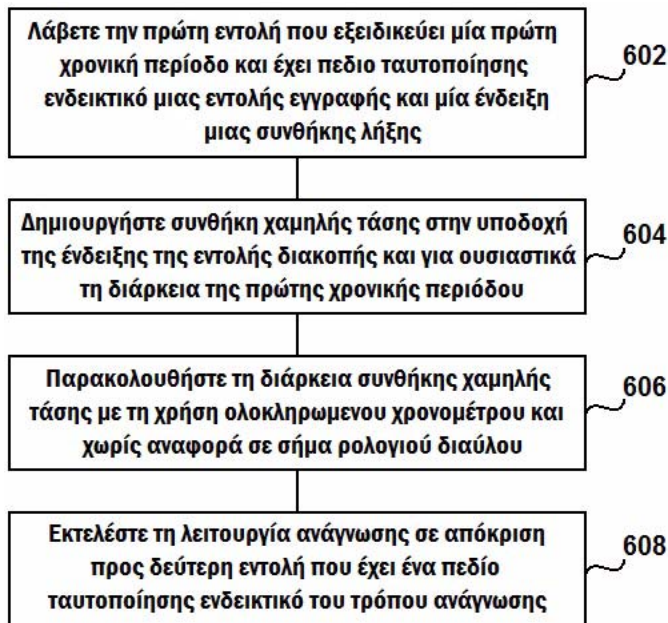 Λάβετε την πρώτη εντολή που εξειδικεύει μία πρώτη
χρονική περίοδο και έχει πεδιο ταυτοποίησης
ενδεικτικό μιας εντολής εγγραφής και μία ένδειξη
μιας συνθήκης λήξης
602
Δημιουργήστε συνθήκη χαμηλής τάσης στην υποδοχή
της ένδειξης της εντολής διακοπής και για ουσιαστικά
τη διάρκεια της πρώτης χρονικής περιόδου
604
Παρακολουθήστε τη διάρκεια συνθήκης χαμηλής
τάσης με τη χρήση ολοκληρωμενου χρονομέτρου και
χωρίς αναφορά σε σήμα ρολογιού διαύλου
606
Εκτελέστε τη λειτουργία ανάγνωσης σε απόκριση
προς δεύτερη εντολή που έχει ένα πεδίο
ταυτοποίησης ενδεικτικό του τρόπου ανάγνωσης
608